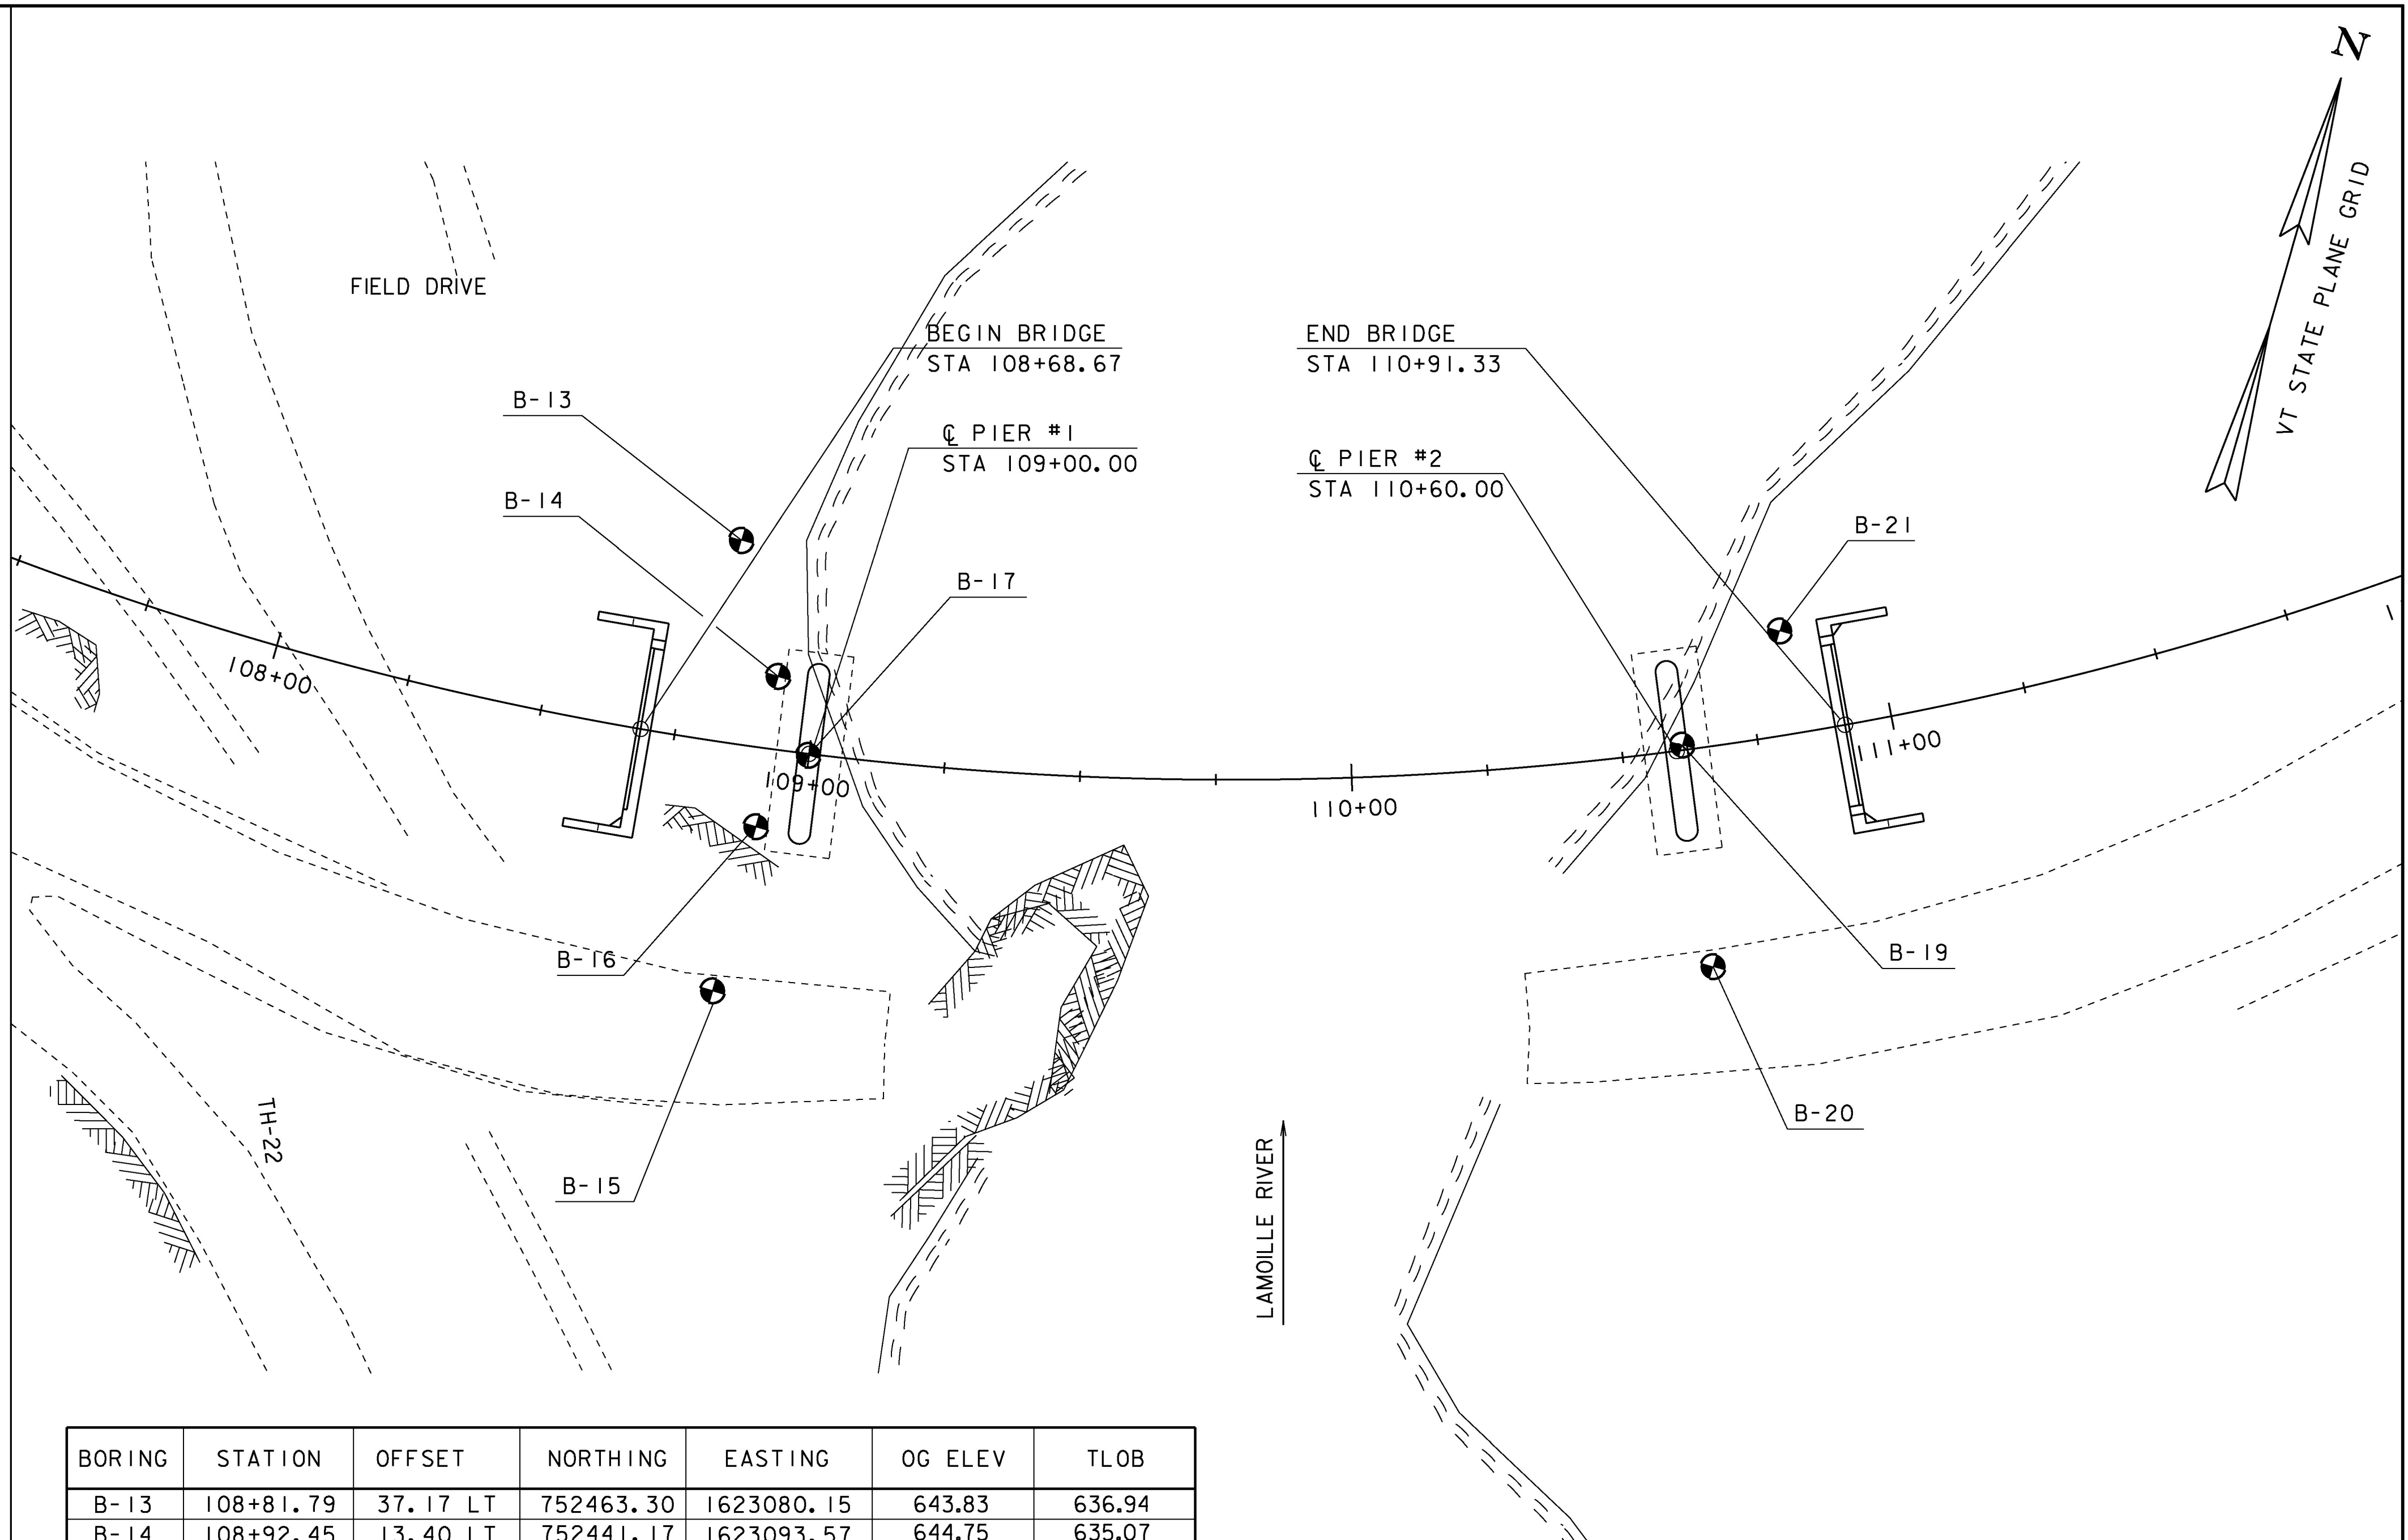 N
VT STATE PLANE GRID
FIELD DRIVE
BEGIN BRIDGE
STA 108+68.67
END BRIDGE
STA 110+91.33
B-13
℄ PIER #1
STA 109+00.00
℄ PIER #2
STA 110+60.00
B-14
B-21
B-17
108+00
109+00
110+00
111+00
B-16
B-19
TH-22
B-15
B-20
LAMOILLE RIVER
BORING STATION OFFSET NORTHING EASTING OG ELEV TLOB
B-13 108+81.79 37.17 LT 752463.30 1623080.15 643.83 636.94
B-14 108+92.45 13.40 LT 752441.17 1623093.57 644.75 635.07